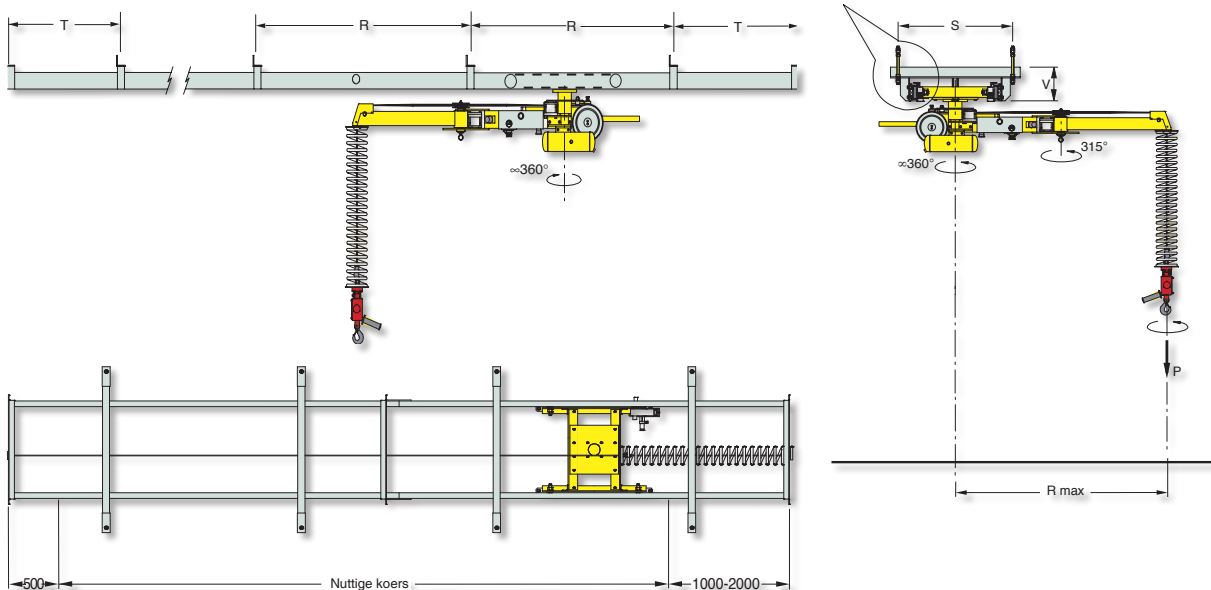 T
R
R
T
S
V
∞360°
∞360°
315°
P
R max
500
Nuttige koers
1000-2000